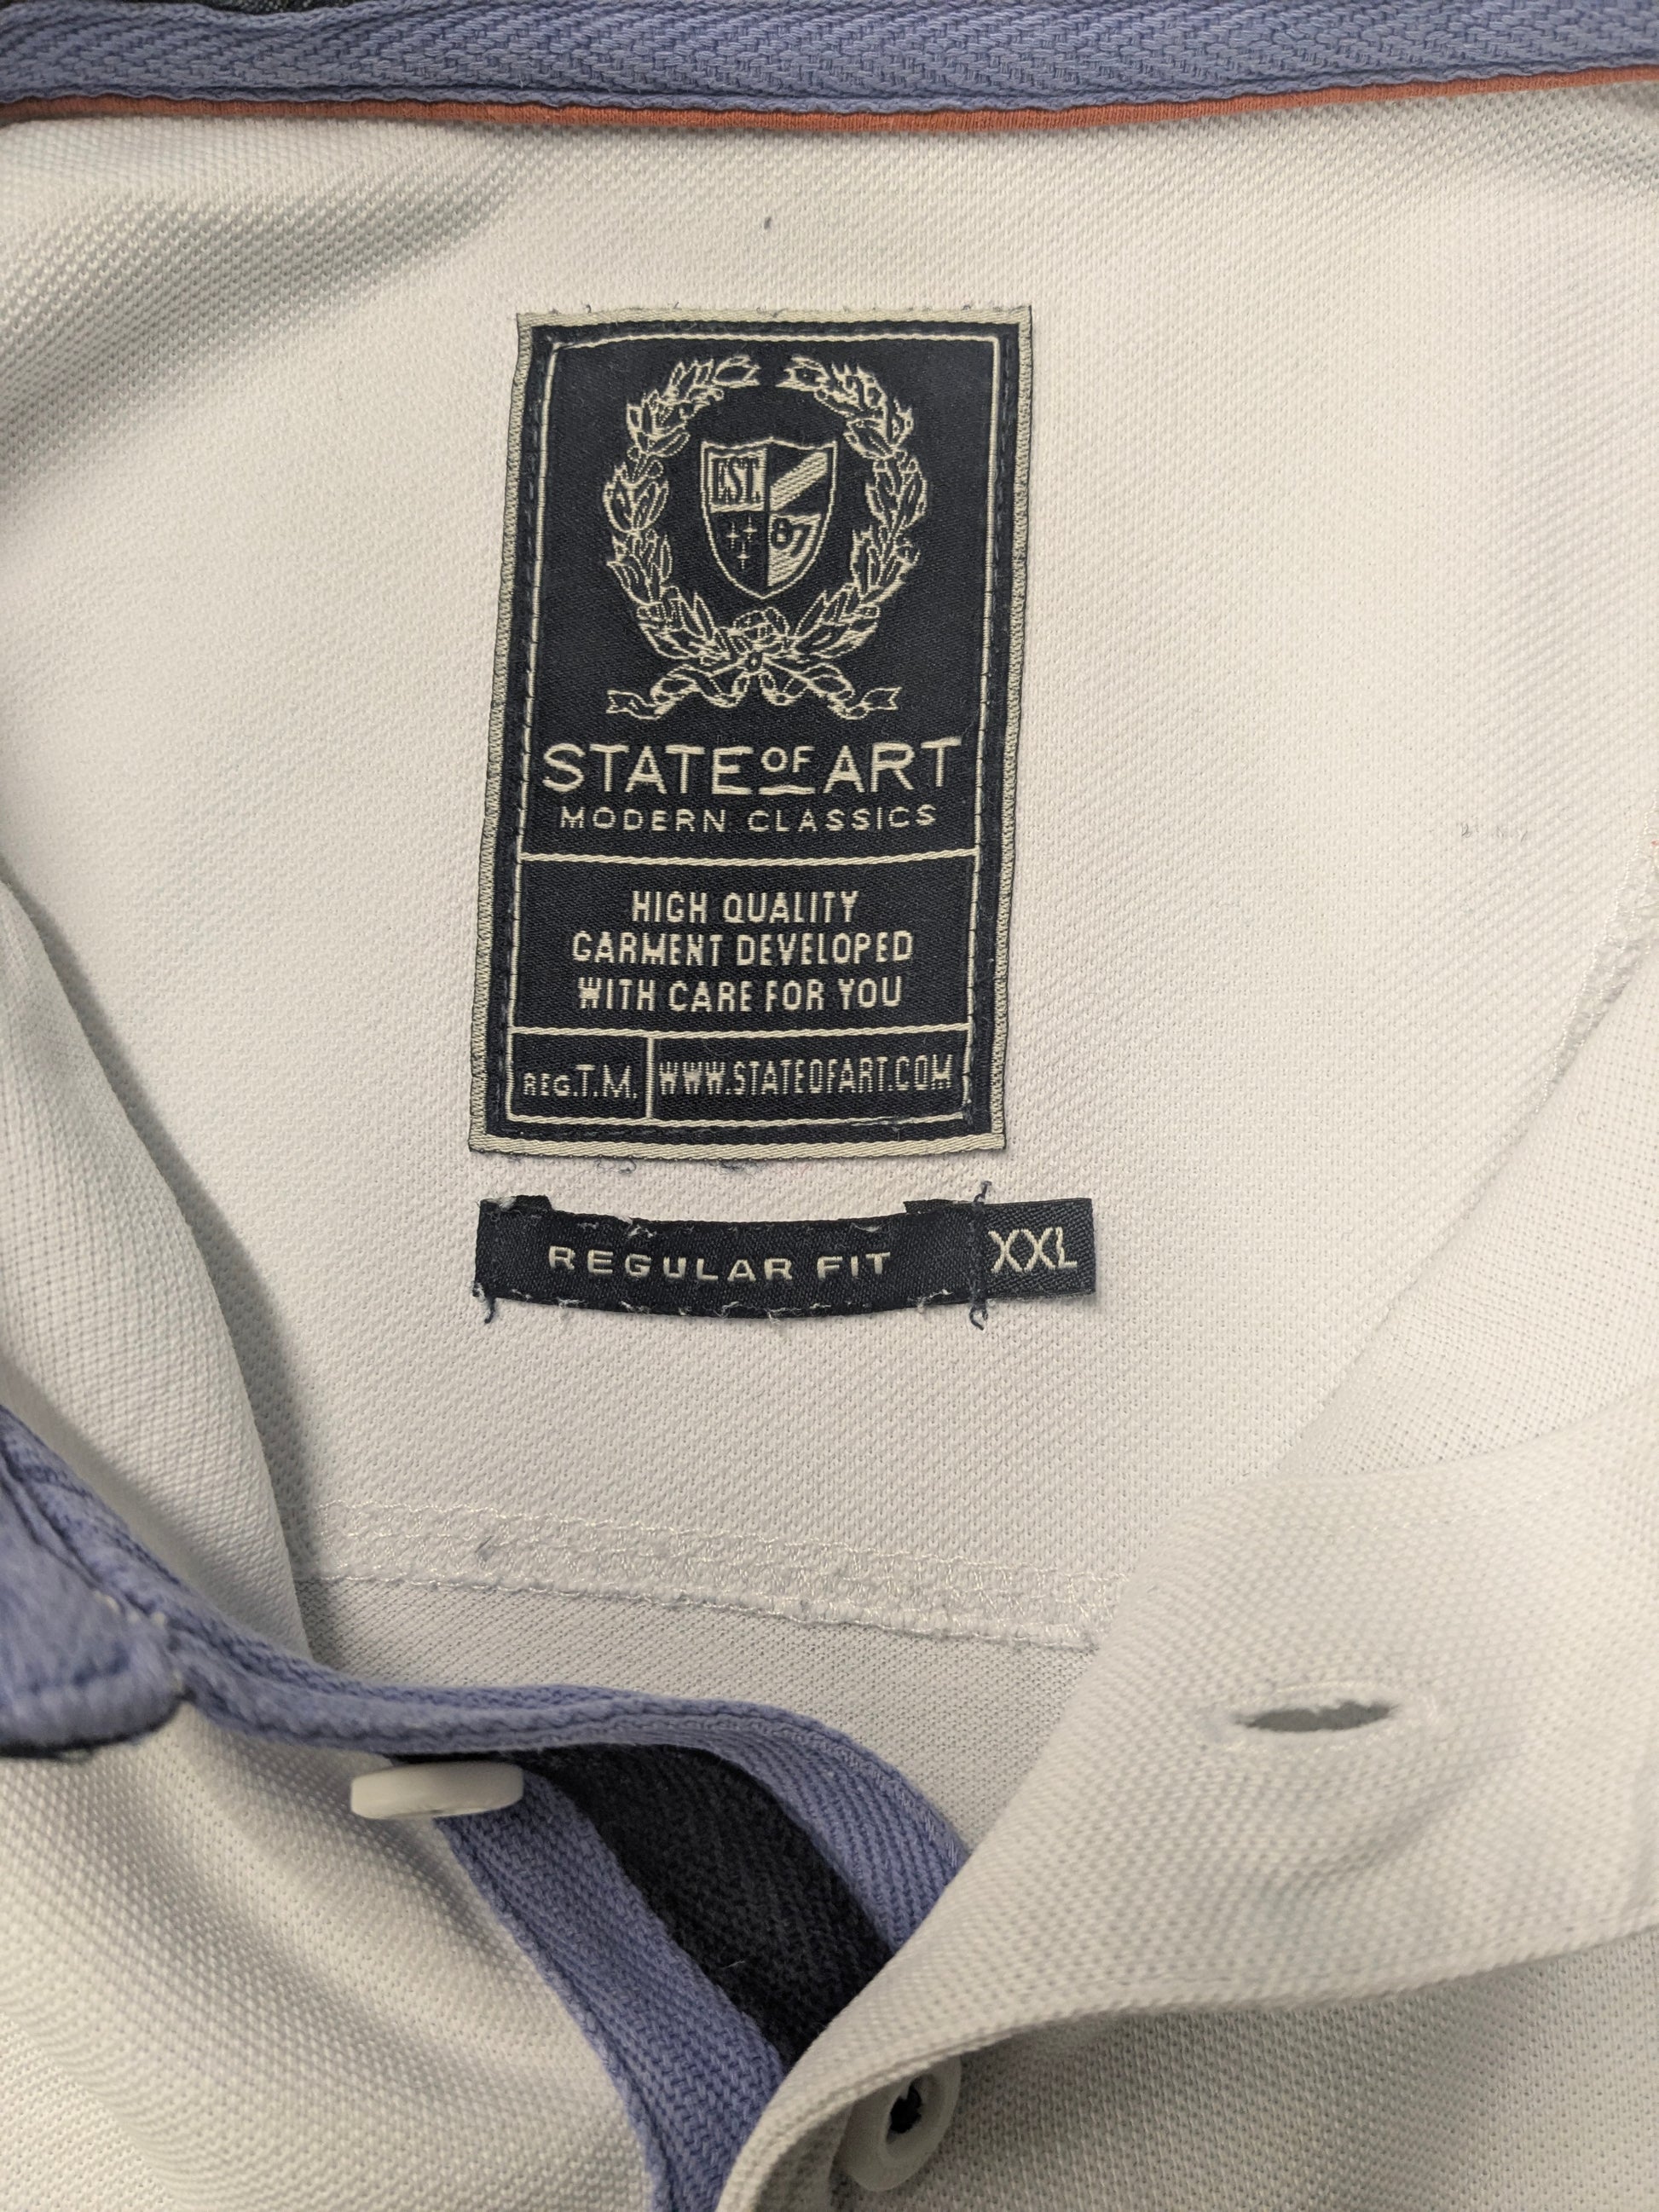 EST.
87
STATE OF ART
MODERN CLASSICS
HIGH QUALITY
GARMENT DEVELOPED
WITH CARE FOR YOU
REG.T.M. WWW.STATEOFART.COM
REGULAR FIT XXL